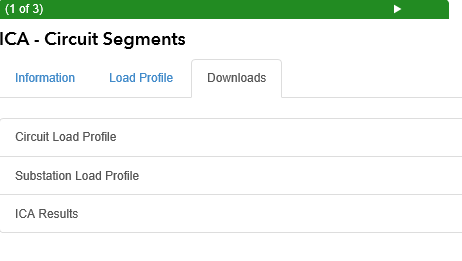 (1 of 3)
ICA - Circuit Segments
Information Load Profile Downloads
Circuit Load Profile
Substation Load Profile
ICA Results